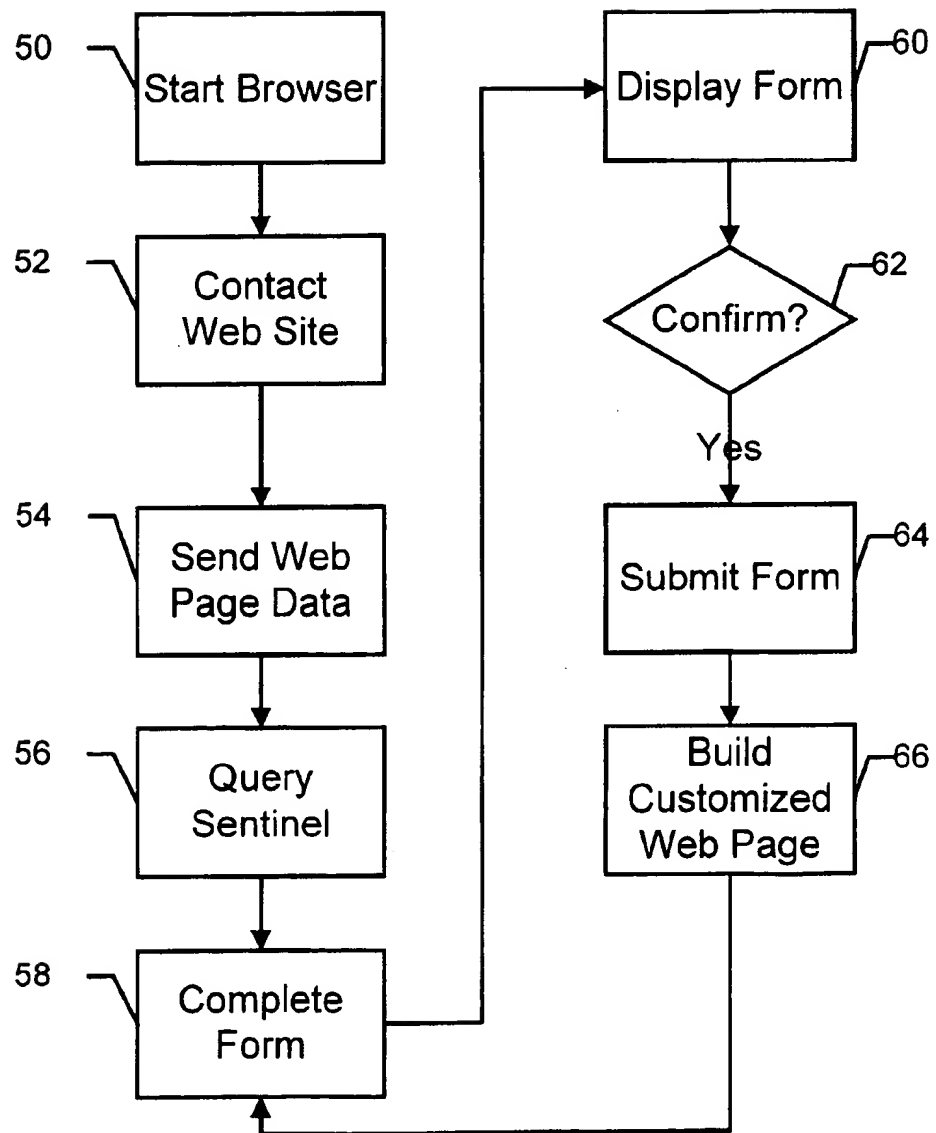 50
Start Browser
52
Contact
Web Site
54
Send Web
Page Data
56
Query
Sentinel
58
Complete
Form
60
Display Form
62
Confirm?
Yes
64
Submit Form
66
Build
Customized
Web Page